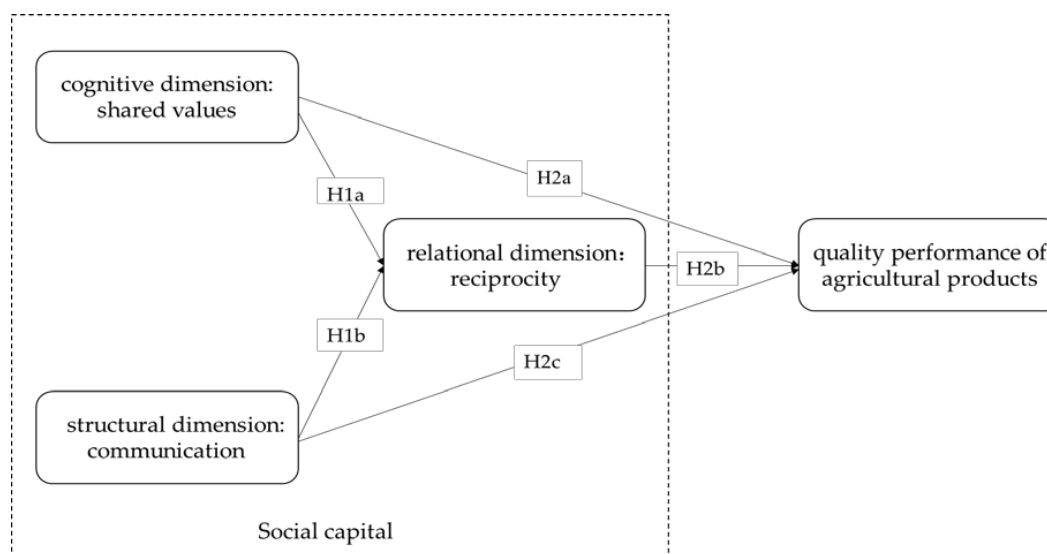 cognitive dimension:
shared values
H2a
H1a
relational dimension：
reciprocity
H2b
quality performance of
agricultural products
H1b
H2c
structural dimension:
communication
Social capital